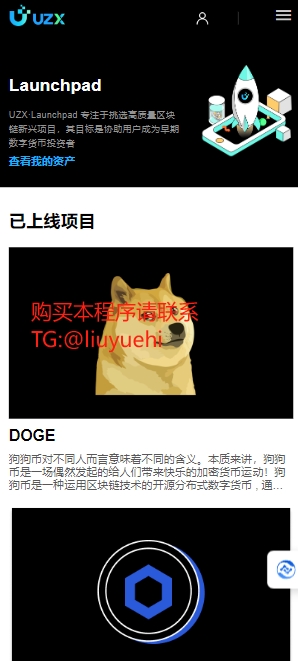 UZX
Launchpad
UZX·Launchpad 专注于挑选高质量区块
链新兴项目，其目标是协助用户成为早期
数字货币投资者
查看我的资产
已上线项目
购买本程序请联系
TG:@liuyuehi
DOGE
狗狗币对不同人而言意味着不同的含义。本质来讲，狗狗
币是一场偶然发起的给人们带来快乐的加密货币运动！狗狗
狗币是一种运用区块链技术的开源分布式数字货币，通...